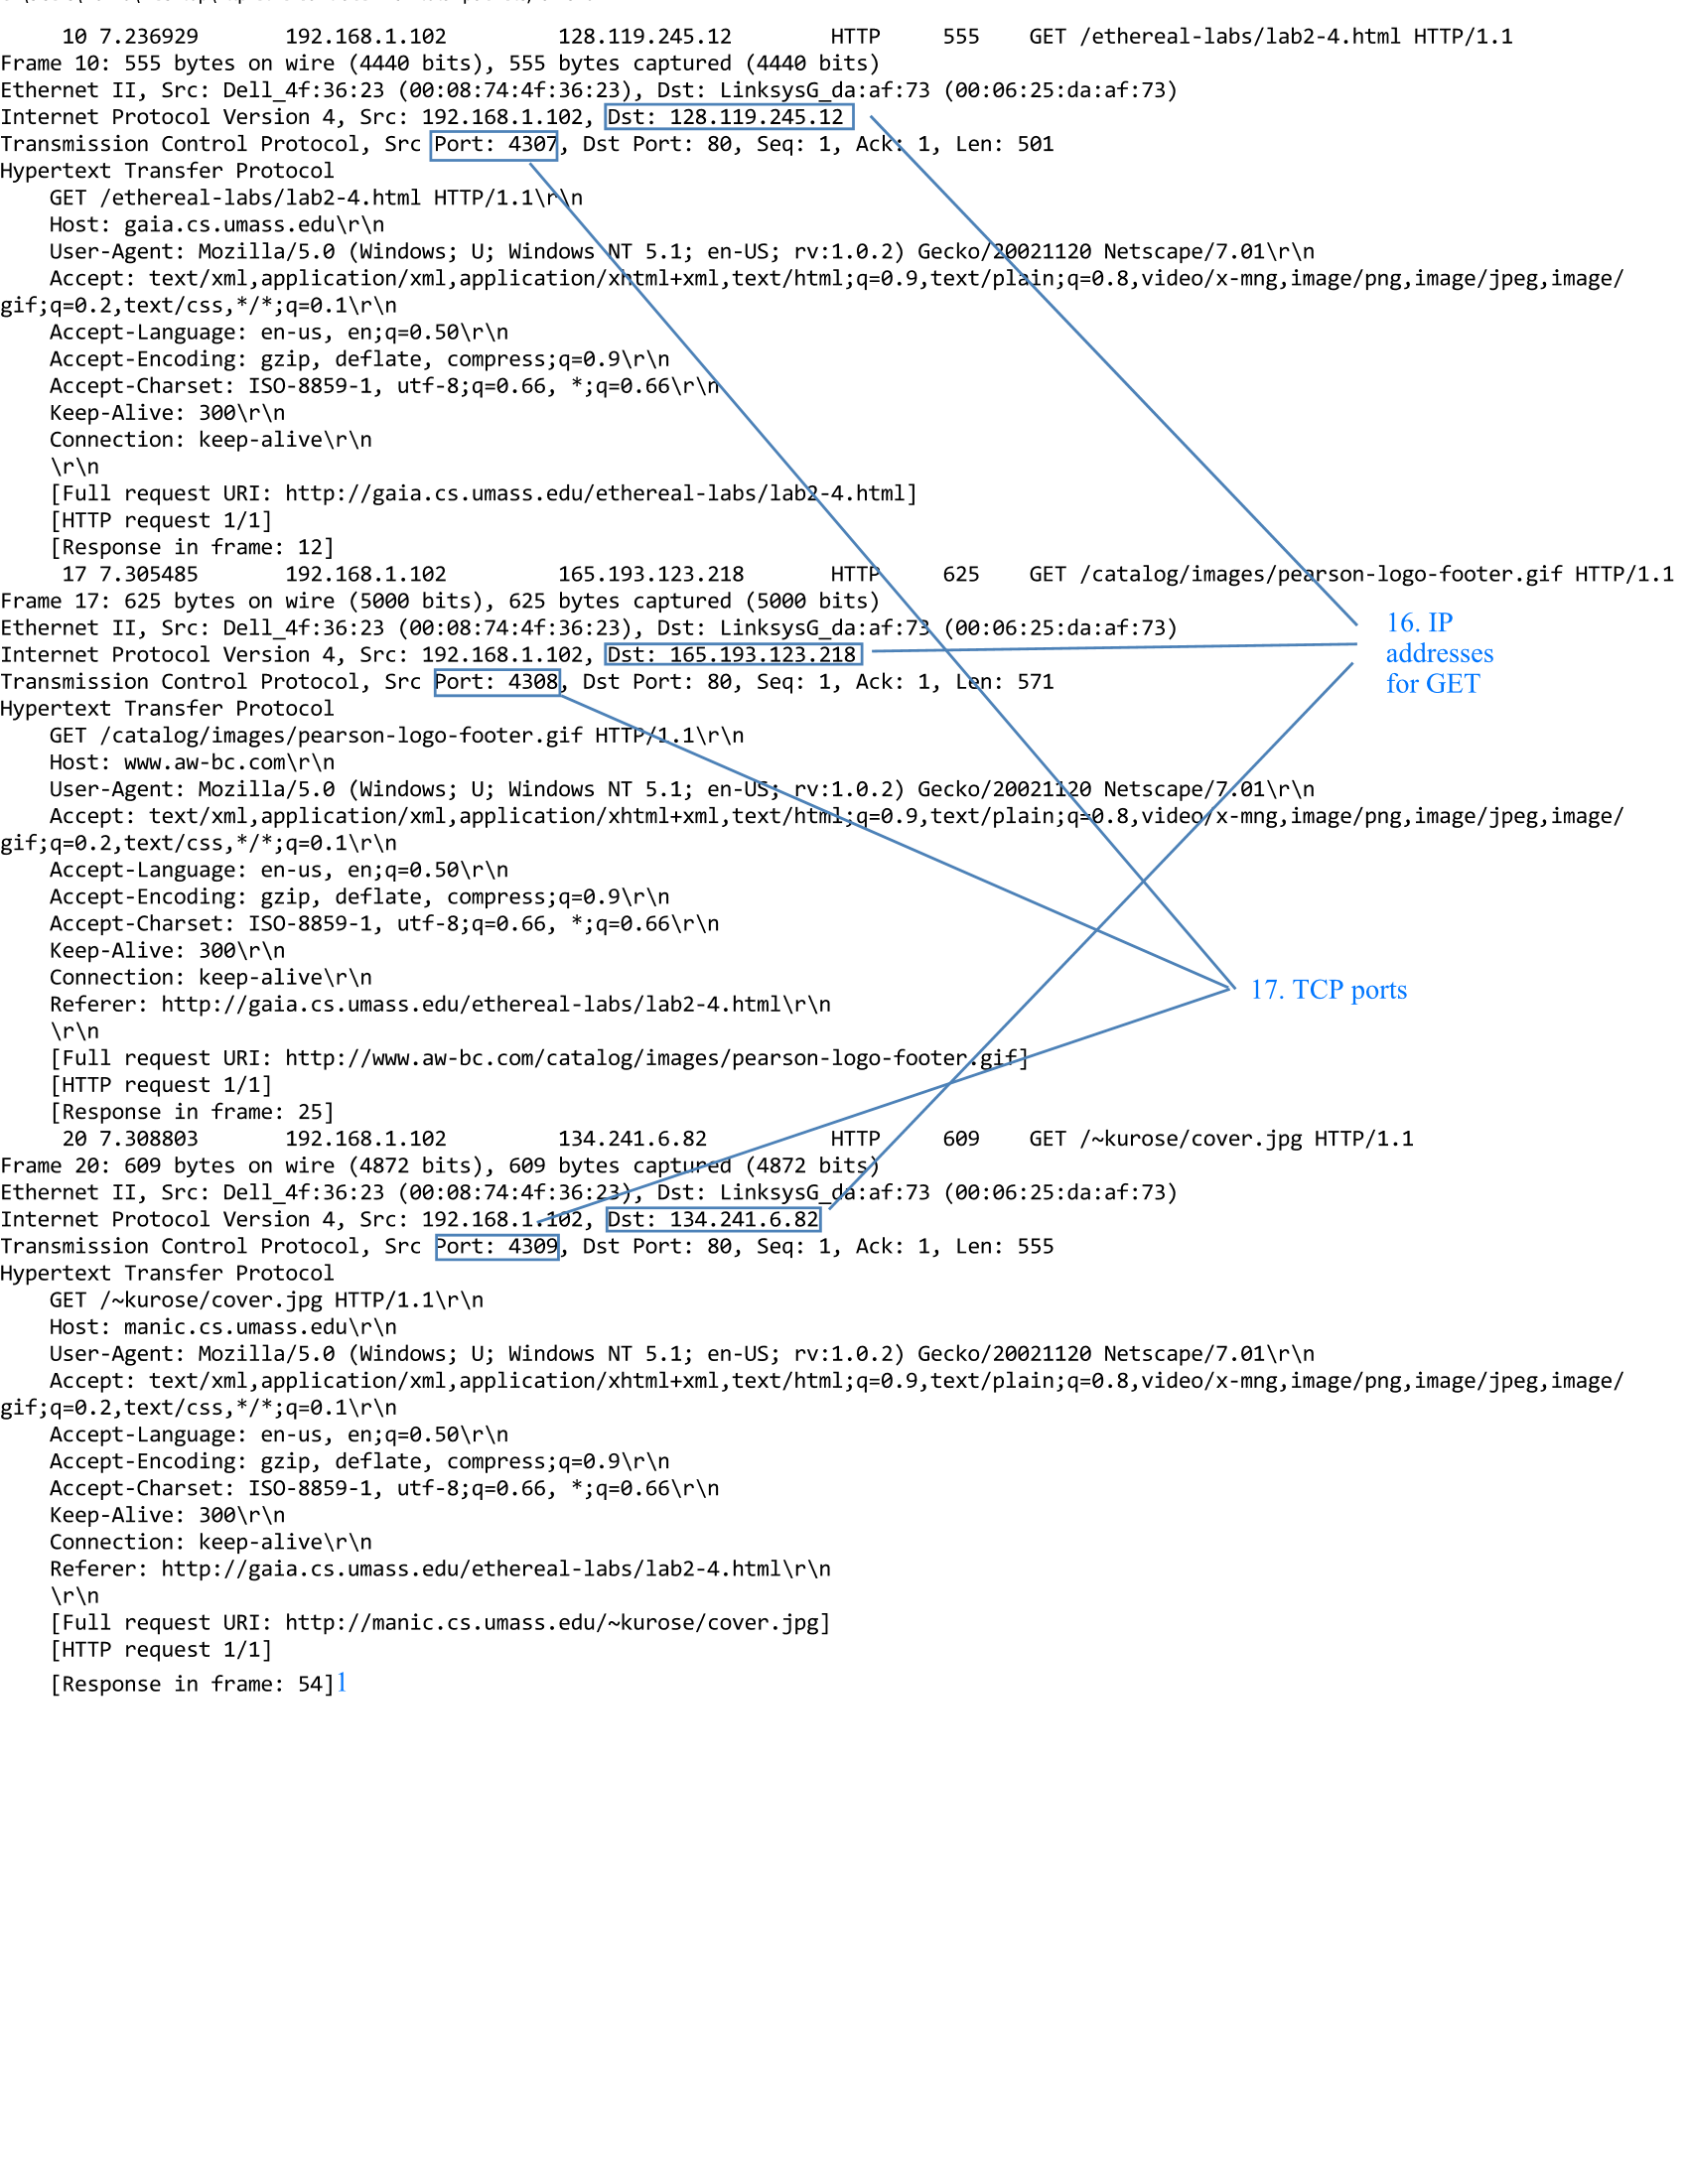 10 7.236929 192.168.1.102 128.119.245.12 HTTP 555 GET /ethereal-labs/lab2-4.html HTTP/1.1
Frame 10: 555 bytes on wire (4440 bits), 555 bytes captured (4440 bits)
Ethernet II, Src: Dell_4f:36:23 (00:08:74:4f:36:23), Dst: LinksysG_da:af:73 (00:06:25:da:af:73)
Internet Protocol Version 4, Src: 192.168.1.102, Dst: 128.119.245.12
Transmission Control Protocol, Src Port: 4307, Dst Port: 80, Seq: 1, Ack: 1, Len: 501
Hypertext Transfer Protocol
GET /ethereal-labs/lab2-4.html HTTP/1.1\r\n
Host: gaia.cs.umass.edu\r\n
User-Agent: Mozilla/5.0 (Windows; U; Windows NT 5.1; en-US; rv:1.0.2) Gecko/20021120 Netscape/7.01\r\n
Accept: text/xml,application/xml,application/xhtml+xml,text/html;q=0.9,text/plain;q=0.8,video/x-mng,image/png,image/jpeg,image/
gif;q=0.2,text/css,*/*;q=0.1\r\n
Accept-Language: en-us, en;q=0.50\r\n
Accept-Encoding: gzip, deflate, compress;q=0.9\r\n
Accept-Charset: ISO-8859-1, utf-8;q=0.66, *;q=0.66\r\n
Keep-Alive: 300\r\n
Connection: keep-alive\r\n
\r\n
[Full request URI: http://gaia.cs.umass.edu/ethereal-labs/lab2-4.html]
[HTTP request 1/1]
[Response in frame: 12]
17 7.305485 192.168.1.102 165.193.123.218 HTTP 625 GET /catalog/images/pearson-logo-footer.gif HTTP/1.1
Frame 17: 625 bytes on wire (5000 bits), 625 bytes captured (5000 bits)
Ethernet II, Src: Dell_4f:36:23 (00:08:74:4f:36:23), Dst: LinksysG_da:af:73 (00:06:25:da:af:73)
Internet Protocol Version 4, Src: 192.168.1.102, Dst: 165.193.123.218
Transmission Control Protocol, Src Port: 4308, Dst Port: 80, Seq: 1, Ack: 1, Len: 571
Hypertext Transfer Protocol
GET /catalog/images/pearson-logo-footer.gif HTTP/1.1\r\n
Host: www.aw-bc.com\r\n
User-Agent: Mozilla/5.0 (Windows; U; Windows NT 5.1; en-US; rv:1.0.2) Gecko/20021120 Netscape/7.01\r\n
Accept: text/xml,application/xml,application/xhtml+xml,text/html;q=0.9,text/plain;q=0.8,video/x-mng,image/png,image/jpeg,image/
gif;q=0.2,text/css,*/*;q=0.1\r\n
Accept-Language: en-us, en;q=0.50\r\n
Accept-Encoding: gzip, deflate, compress;q=0.9\r\n
Accept-Charset: ISO-8859-1, utf-8;q=0.66, *;q=0.66\r\n
Keep-Alive: 300\r\n
Connection: keep-alive\r\n
Referer: http://gaia.cs.umass.edu/ethereal-labs/lab2-4.html\r\n
\r\n
[Full request URI: http://www.aw-bc.com/catalog/images/pearson-logo-footer.gif]
[HTTP request 1/1]
[Response in frame: 25]
20 7.308803 192.168.1.102 134.241.6.82 HTTP 609 GET /~kurose/cover.jpg HTTP/1.1
Frame 20: 609 bytes on wire (4872 bits), 609 bytes captured (4872 bits)
Ethernet II, Src: Dell_4f:36:23 (00:08:74:4f:36:23), Dst: LinksysG_da:af:73 (00:06:25:da:af:73)
Internet Protocol Version 4, Src: 192.168.1.102, Dst: 134.241.6.82
Transmission Control Protocol, Src Port: 4309, Dst Port: 80, Seq: 1, Ack: 1, Len: 555
Hypertext Transfer Protocol
GET /~kurose/cover.jpg HTTP/1.1\r\n
Host: manic.cs.umass.edu\r\n
User-Agent: Mozilla/5.0 (Windows; U; Windows NT 5.1; en-US; rv:1.0.2) Gecko/20021120 Netscape/7.01\r\n
Accept: text/xml,application/xml,application/xhtml+xml,text/html;q=0.9,text/plain;q=0.8,video/x-mng,image/png,image/jpeg,image/
gif;q=0.2,text/css,*/*;q=0.1\r\n
Accept-Language: en-us, en;q=0.50\r\n
Accept-Encoding: gzip, deflate, compress;q=0.9\r\n
Accept-Charset: ISO-8859-1, utf-8;q=0.66, *;q=0.66\r\n
Keep-Alive: 300\r\n
Connection: keep-alive\r\n
Referer: http://gaia.cs.umass.edu/ethereal-labs/lab2-4.html\r\n
\r\n
[Full request URI: http://manic.cs.umass.edu/~kurose/cover.jpg]
[HTTP request 1/1]
[Response in frame: 54]1
16. IP
addresses
for GET
17. TCP ports